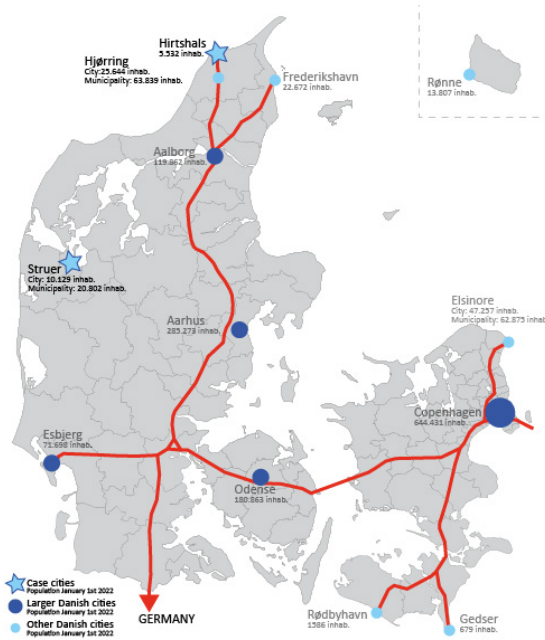 Hirtshals
5.532 inhab.
Hjørring
City:25.644 inhab.
Municipality: 63.839 inhab.
Frederikshavn
22.672 inhab.
Rønne
13.807 inhab.
Aalborg
119.862 inhab.
Struer
City: 10.129 inhab.
Municipality: 20.802 inhab.
Aarhus
285.273 inhab.
Elsinore
City: 47.257 inhab.
Municipality: 62.875 inhab.
Copenhagen
644.431 inhab.
Esbjerg
71.698 inhab.
Odense
180.863 inhab.
Case cities
Population January 1st 2022
Larger Danish cities
Population January 1st 2022
Other Danish cities
Population January 1st 2022
GERMANY
Rødbyhavn
1586 inhab.
Gedser
679 inhab.